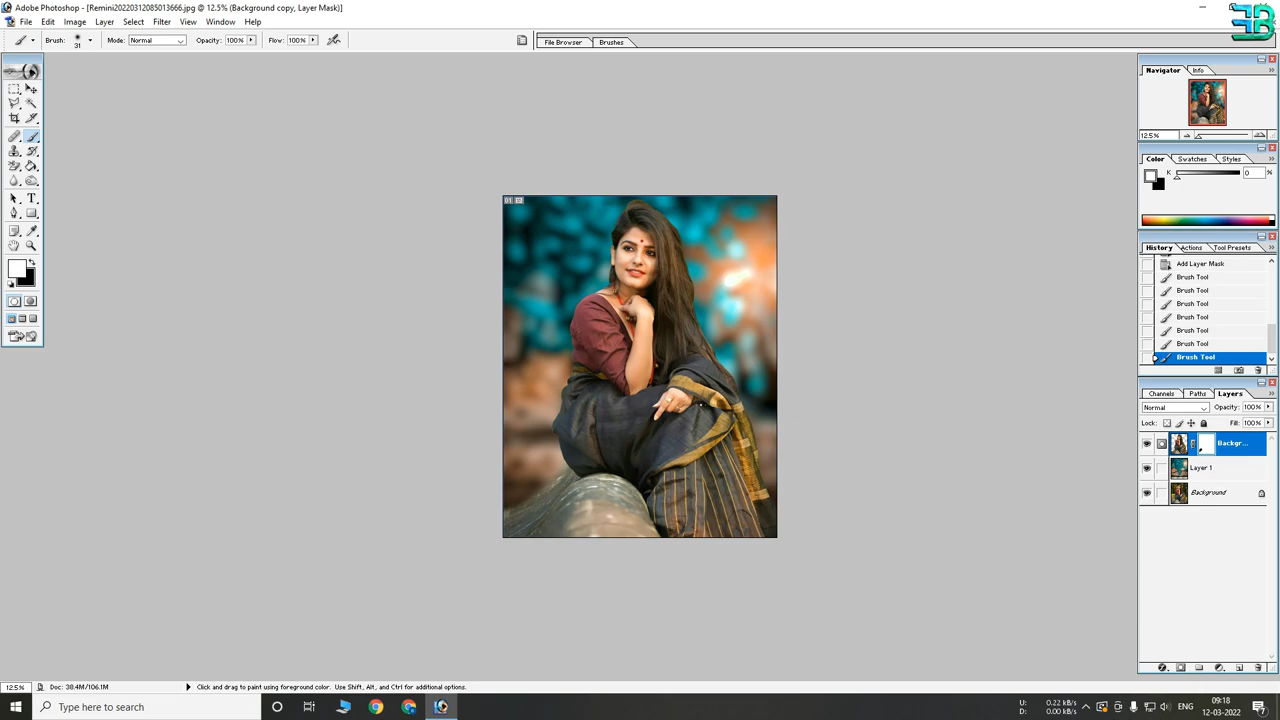 Adobe Photoshop - [Remini20220312085013666.jpg @ 12.5% (Background copy, Layer Mask)]
File Edit Image Layer Select Filter View Window Help
Brush: 31 Mode: Normal Opacity: 100% Flow: 100% File Browser Brushes
Navigator Info
12.5%
Color Swatches Styles
K 0 %
History Actions Tool Presets
Add Layer Mask
Brush Tool
Brush Tool
Brush Tool
Brush Tool
Brush Tool
Brush Tool
Brush Tool
Channels Paths Layers
Normal Opacity: 100%
Lock: Fill: 100%
Backgr...
Layer 1
Background
01
12.5% Doc: 38.4M/106.1M Click and drag to paint using foreground color. Use Shift, Alt, and Ctrl for additional options.
Type here to search
U: 0.22 kB/s
D: 0.00 kB/s
ENG
09:18
12-03-2022